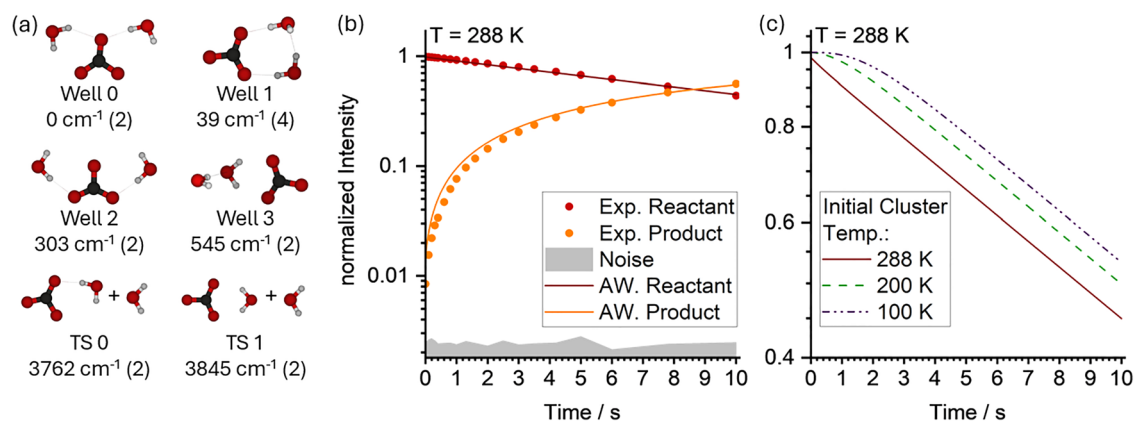 (a)
Well 0
0 cm⁻¹ (2)
Well 1
39 cm⁻¹ (4)
Well 2
303 cm⁻¹ (2)
Well 3
545 cm⁻¹ (2)
+
TS 0
3762 cm⁻¹ (2)
+
TS 1
3845 cm⁻¹ (2)
(b)
T = 288 K
normalized Intensity
1
0.1
0.01
Exp. Reactant
Exp. Product
Noise
AW. Reactant
AW. Product
0 1 2 3 4 5 6 7 8 9 10
Time / s
(c)
T = 288 K
1
0.8
0.6
0.4
Initial Cluster
Temp.:
288 K
200 K
100 K
0 1 2 3 4 5 6 7 8 9 10
Time / s